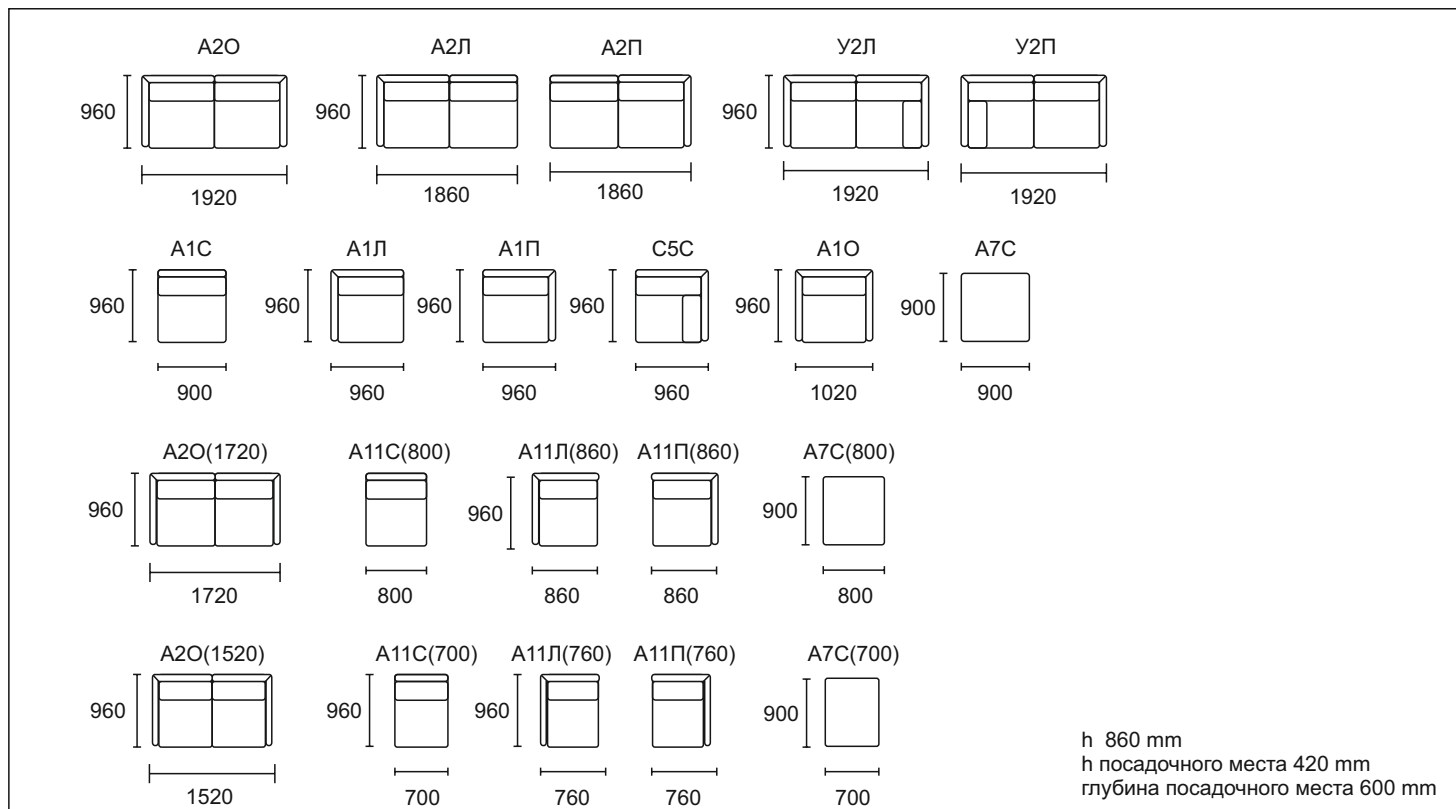 А2О А2Л А2П У2Л У2П
960 960 960
1920 1860 1860 1920 1920
А1С А1Л А1П С5С А1О А7С
960 960 960 960 960 900
900 960 960 960 1020 900
А2О(1720) А11С(800) А11Л(860) А11П(860) А7С(800)
960 960 900
1720 800 860 860 800
А2О(1520) А11С(700) А11Л(760) А11П(760) А7С(700)
960 960 960 900
1520 700 760 760 700
h 860 mm
h посадочного места 420 mm
глубина посадочного места 600 mm